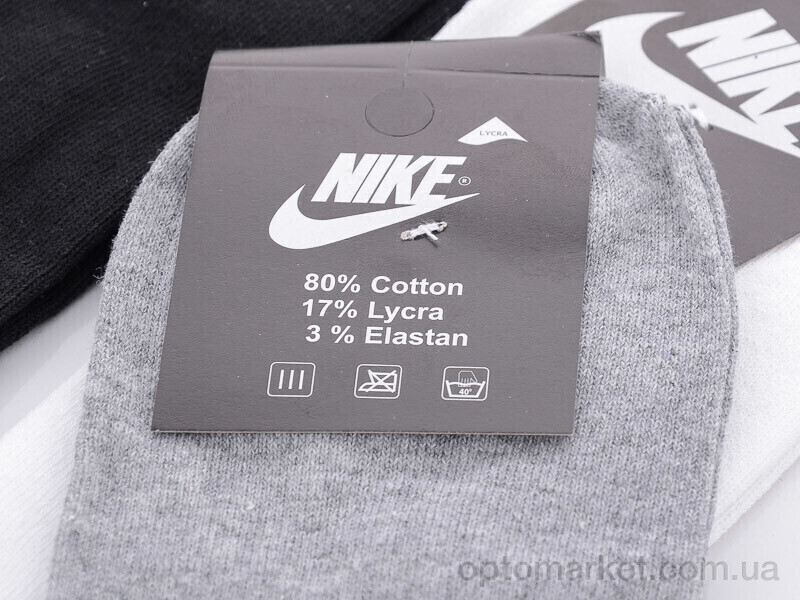 LYCRA
NIKE®
80% Cotton
17% Lycra
3 % Elastan
40°
NIKE
optomarket.com.ua